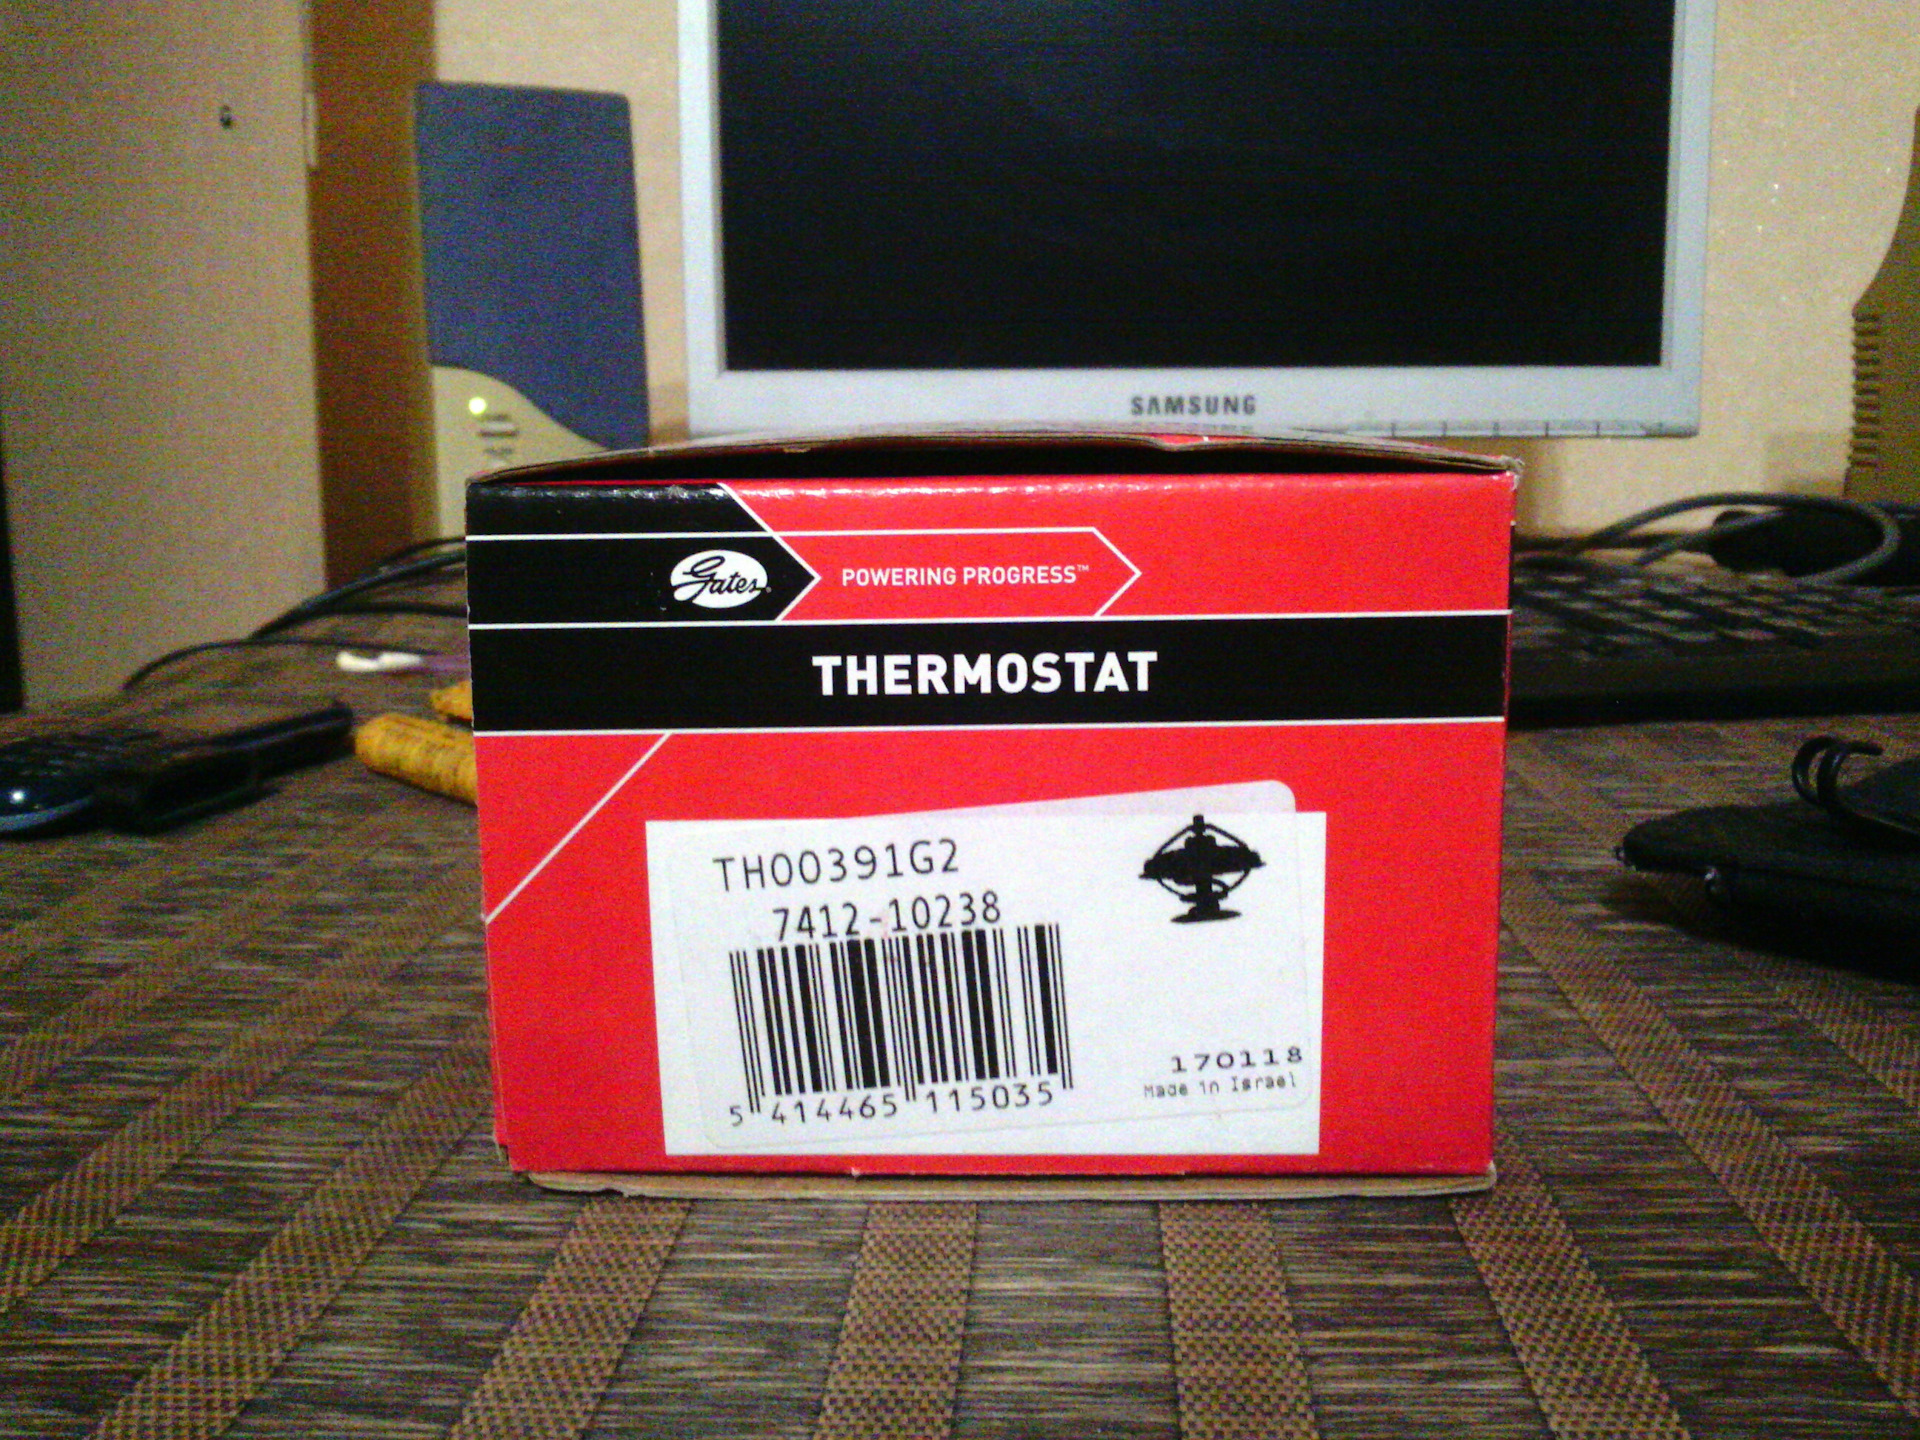 SAMSUNG
Gates®
POWERING PROGRESS™
THERMOSTAT
TH00391G2
7412-10238
5 414465 115035
170118
Made in Israel